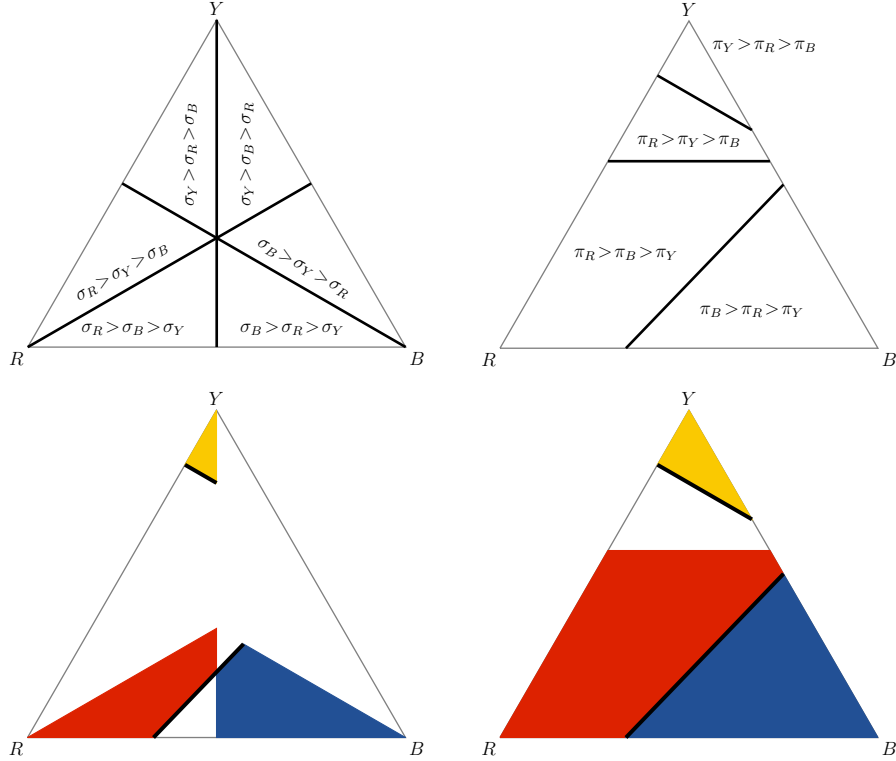 Y
σ_Y > σ_R > σ_B
σ_Y > σ_B > σ_R
σ_R > σ_Y > σ_B
σ_B > σ_Y > σ_R
σ_R > σ_B > σ_Y
σ_B > σ_R > σ_Y
R
B
Y
π_Y > π_R > π_B
π_R > π_Y > π_B
π_R > π_B > π_Y
π_B > π_R > π_Y
R
B
Y
R
B
Y
R
B